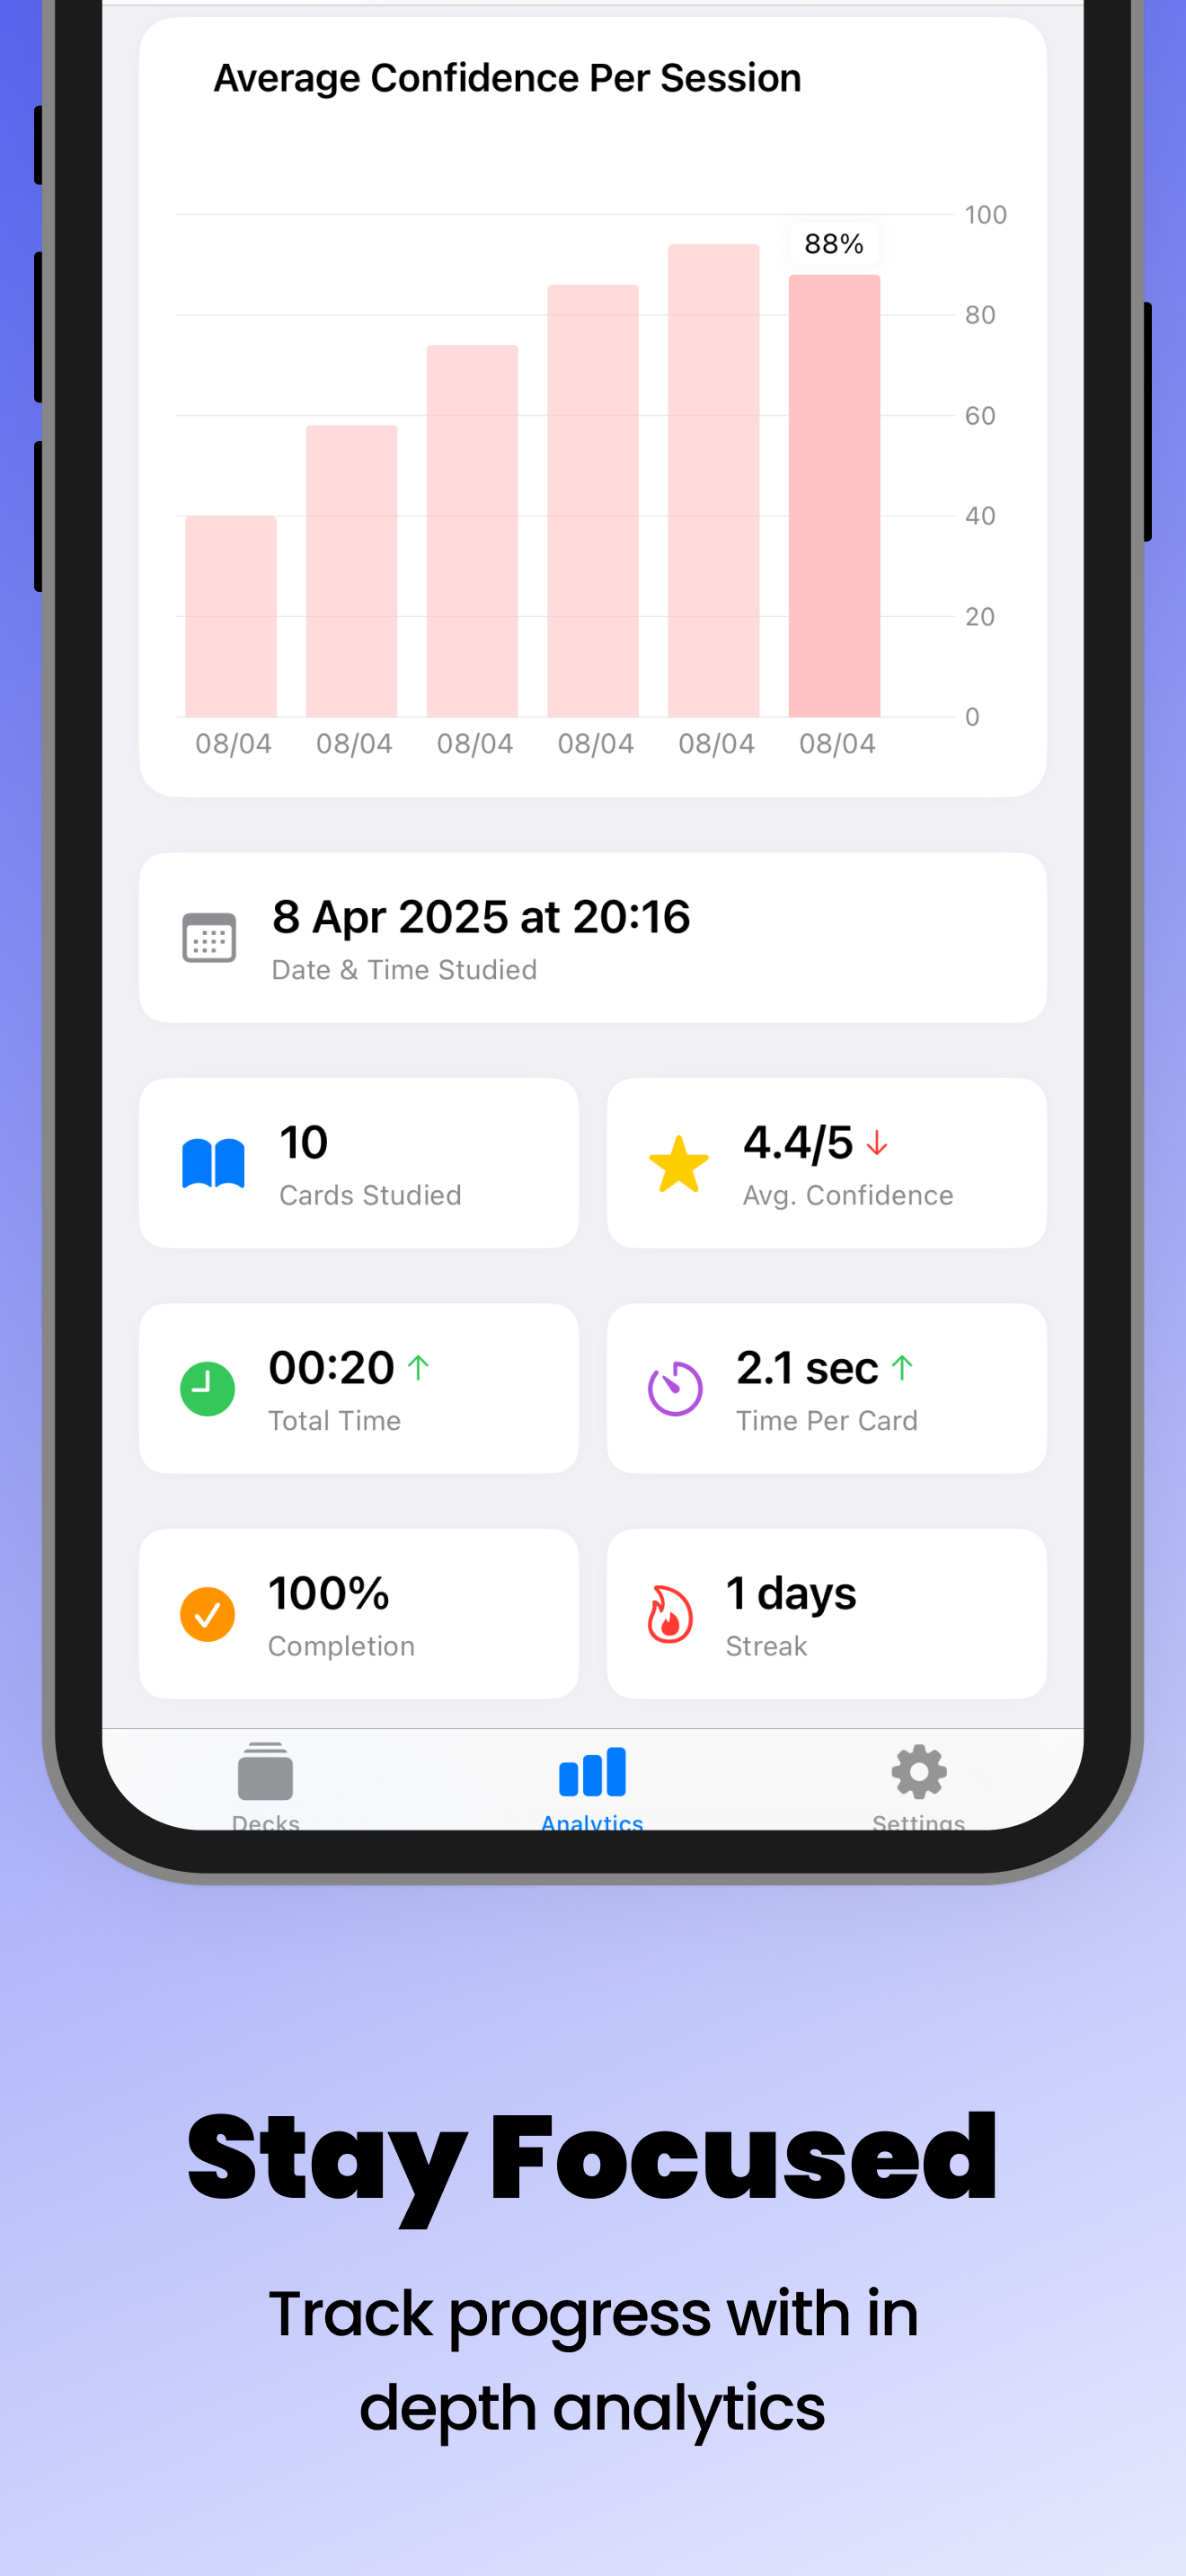 Average Confidence Per Session
100
88%
80
60
40
20
0
08/04 08/04 08/04 08/04 08/04 08/04
8 Apr 2025 at 20:16
Date & Time Studied
10
Cards Studied
4.4/5 ↓
Avg. Confidence
00:20 ↑
Total Time
2.1 sec ↑
Time Per Card
100%
Completion
1 days
Streak
Decks
Analytics
Settings
Stay Focused
Track progress with in
depth analytics